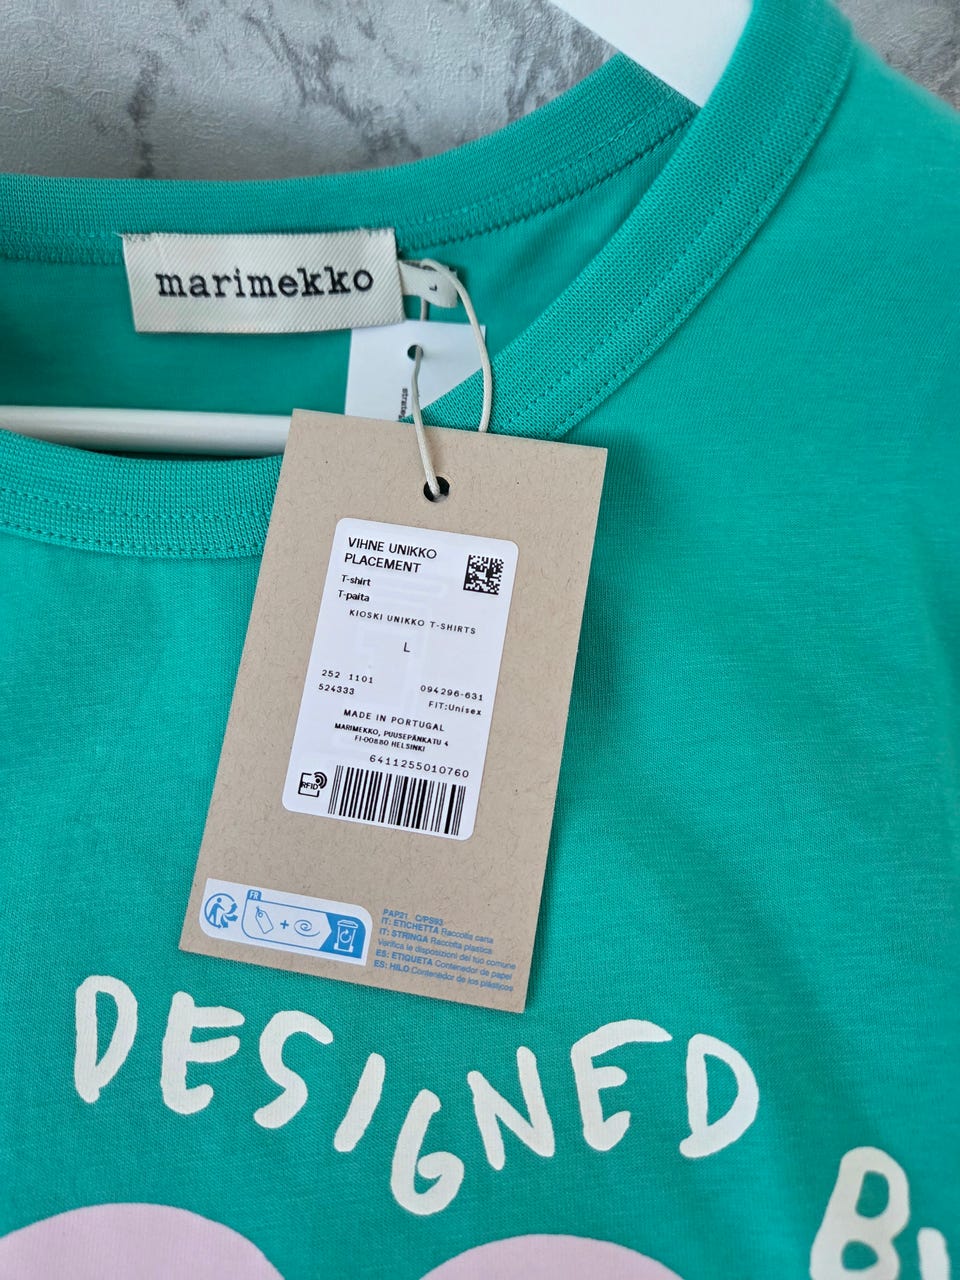 marimekko
L
strateg
VIHNE UNIKKO
PLACEMENT
T-shirt
T-paita
KIOSKI UNIKKO T-SHIRTS
L
252 1101
524333
094296-631
FIT:Unisex
MADE IN PORTUGAL
MARIMEKKO, PUUSEPÄNKATU 4
FI-00880 HELSINKI
6411255010760
RFID
FR
+
PAP21 C/PS93
IT: ETICHETTA Raccolta carta
IT: STRINGA Raccolta plastica
Verifica le disposizioni del tuo comune
ES: ETIQUETA Contenedor de papel
ES: HILO Contenedor de los plásticos
DESIGNED